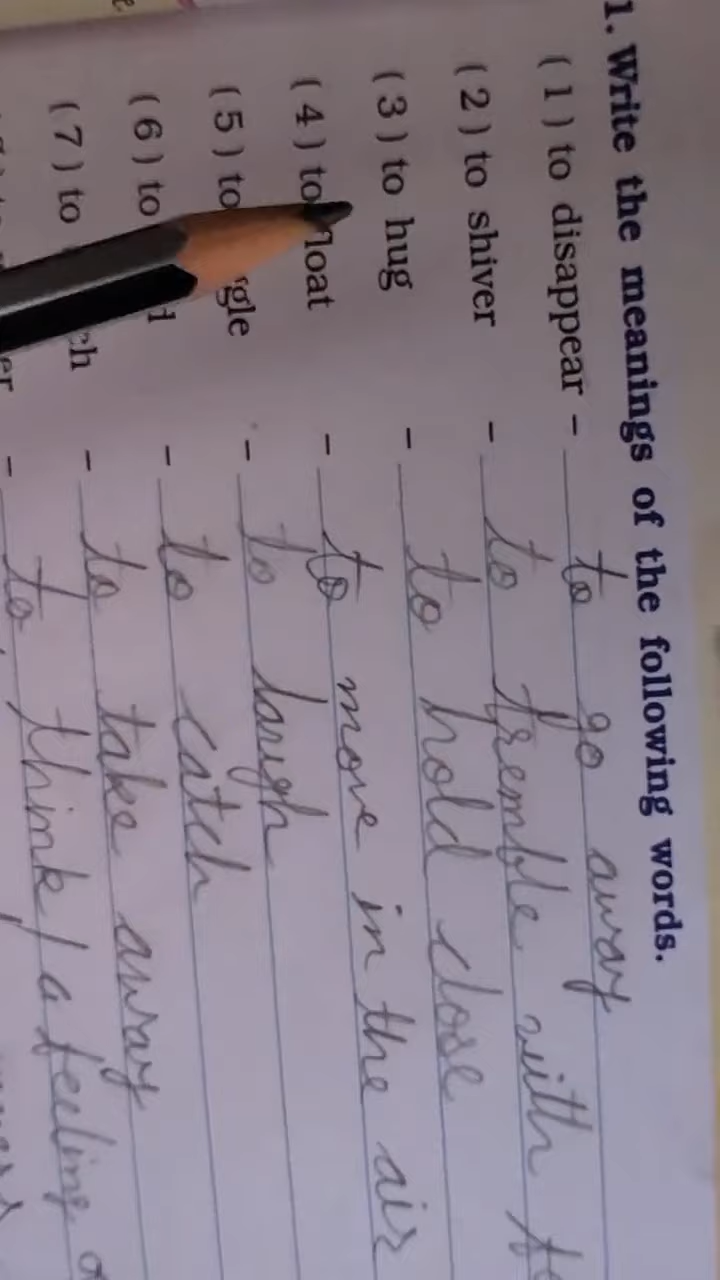 1. Write the meanings of the following words.
(1) to disappear - to go away
(2) to shiver - to tremble with
(3) to hug - to hold close
(4) to float - to move in the air
(5) to - to laugh
(6) to - to catch
(7) to - to take away
- to think / a feeling